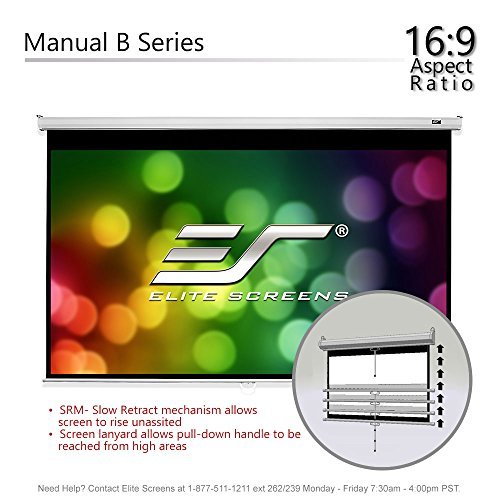 Manual B Series
16:9
Aspect
Ratio
ES®
ELITE SCREENS
• SRM- Slow Retract mechanism allows
screen to rise unassited
• Screen lanyard allows pull-down handle to be
reached from high areas
Need Help? Contact Elite Screens at 1-877-511-1211 ext 262/239 Monday - Friday 7:30am - 4:00pm PST.